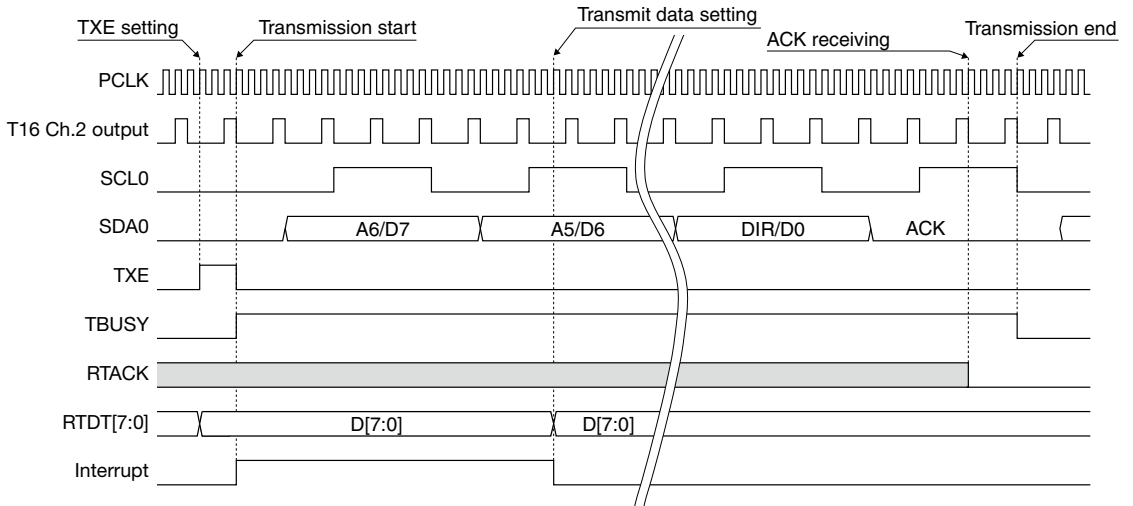 Transmit data setting
TXE setting
Transmission start
Transmission end
ACK receiving
PCLK
T16 Ch.2 output
SCL0
SDA0
A6/D7
A5/D6
DIR/D0
ACK
TXE
TBUSY
RTACK
RTDT[7:0]
D[7:0]
D[7:0]
Interrupt